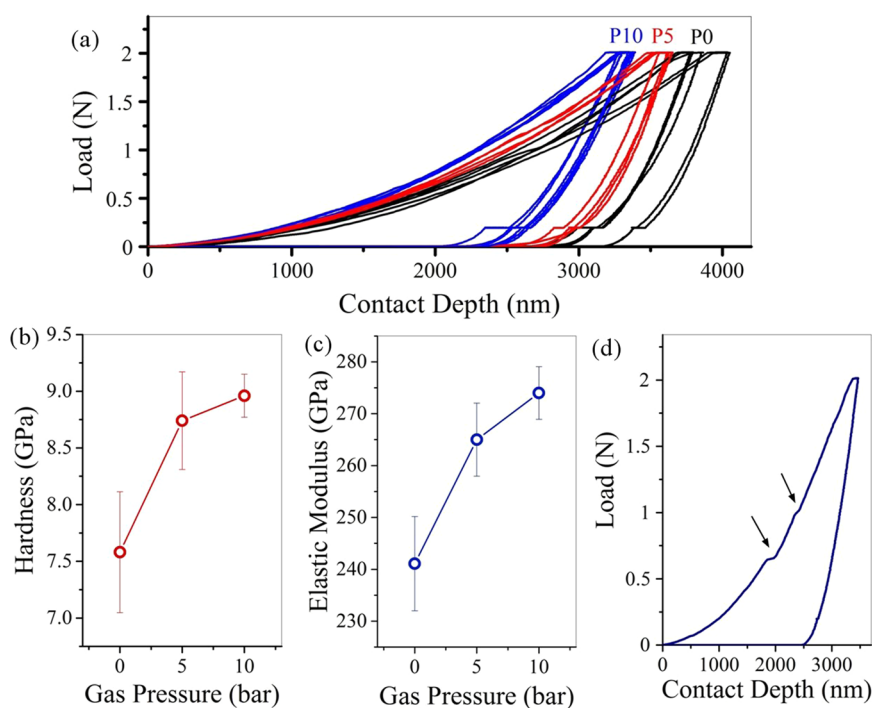 (a)
P10 P5 P0
2
1.5
1
0.5
0
Load (N)
0 1000 2000 3000 4000
Contact Depth (nm)
(b)
9.5
9.0
8.5
8.0
7.5
7.0
Hardness (GPa)
0 5 10
Gas Pressure (bar)
(c)
280
270
260
250
240
230
Elastic Modulus (GPa)
0 5 10
Gas Pressure (bar)
(d)
2
1.5
1
0.5
0
Load (N)
0 1000 2000 3000
Contact Depth (nm)